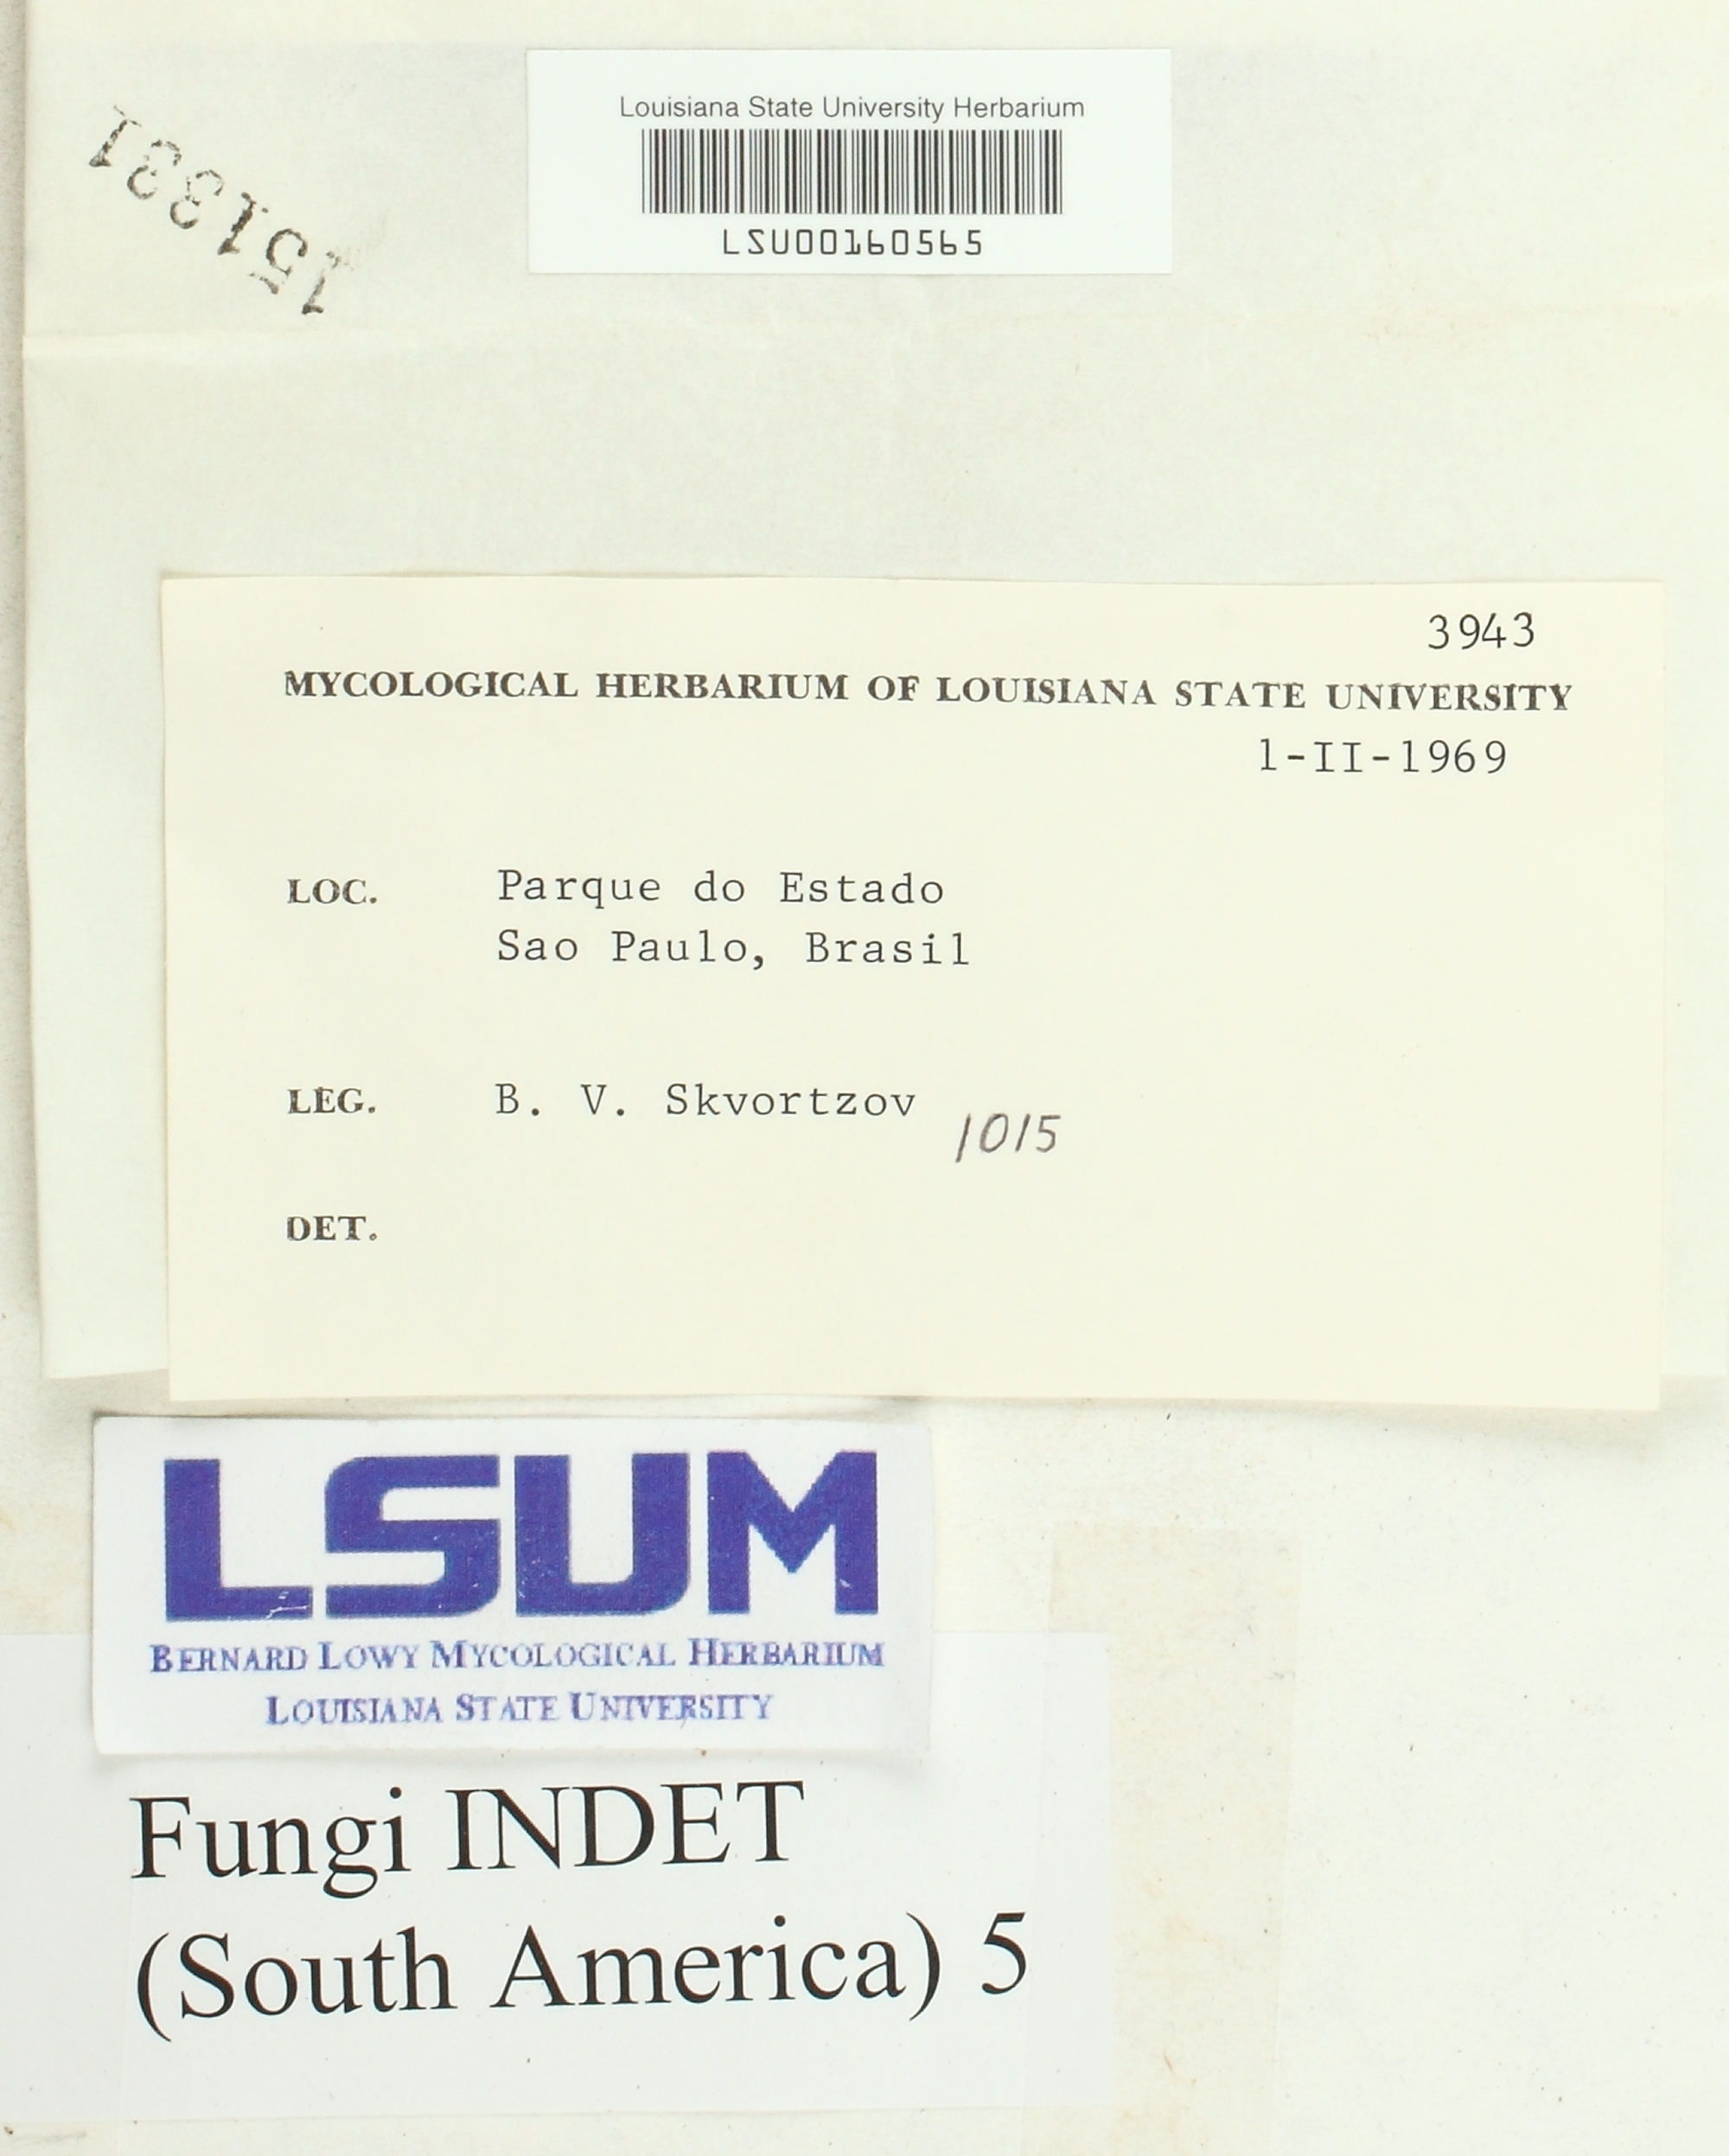 Louisiana State University Herbarium
LSU00160565
151331
3943
MYCOLOGICAL HERBARIUM OF LOUISIANA STATE UNIVERSITY
1-II-1969
LOC. Parque do Estado
Sao Paulo, Brasil
LEG. B. V. Skvortzov 1015
DET.
LSUM
BERNARD LOWY MYCOLOGICAL HERBARIUM
LOUISIANA STATE UNIVERSITY
Fungi INDET
(South America) 5